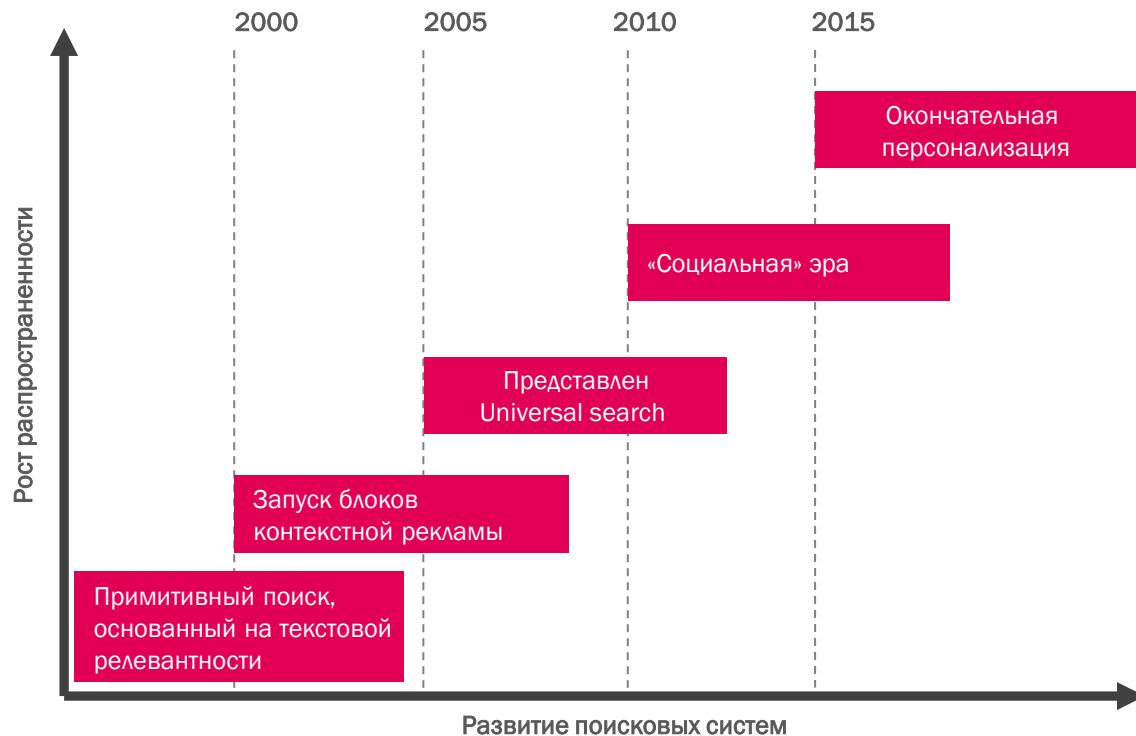 2000 2005 2010 2015
Окончательная
персонализация
«Социальная» эра
Представлен
Universal search
Запуск блоков
контекстной рекламы
Примитивный поиск,
основанный на текстовой
релевантности
Рост распространенности
Развитие поисковых систем